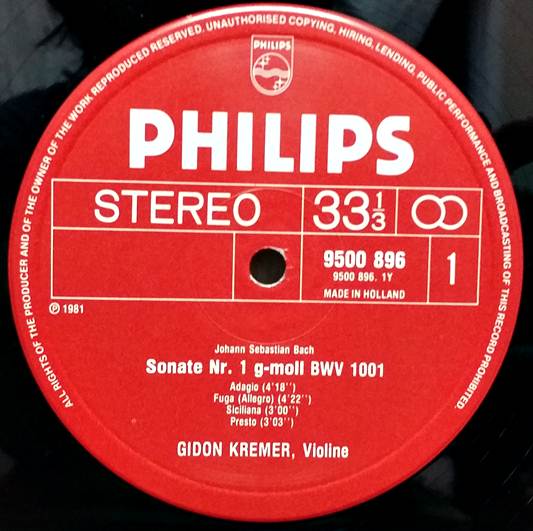 ALL RIGHTS OF THE PRODUCER AND OF THE OWNER OF THE WORK REPRODUCED RESERVED. UNAUTHORISED COPYING, HIRING, LENDING, PUBLIC PERFORMANCE AND BROADCASTING OF THIS RECORD PROHIBITED.
PHILIPS
PHILIPS
STEREO 33 1/3
9500 896 1
9500 896. 1Y
MADE IN HOLLAND
℗ 1981
Johann Sebastian Bach
Sonate Nr. 1 g-moll BWV 1001
Adagio (4'18'')
Fuga (Allegro) (4'22'')
Siciliana (3'00'')
Presto (3'03'')
GIDON KREMER, Violine